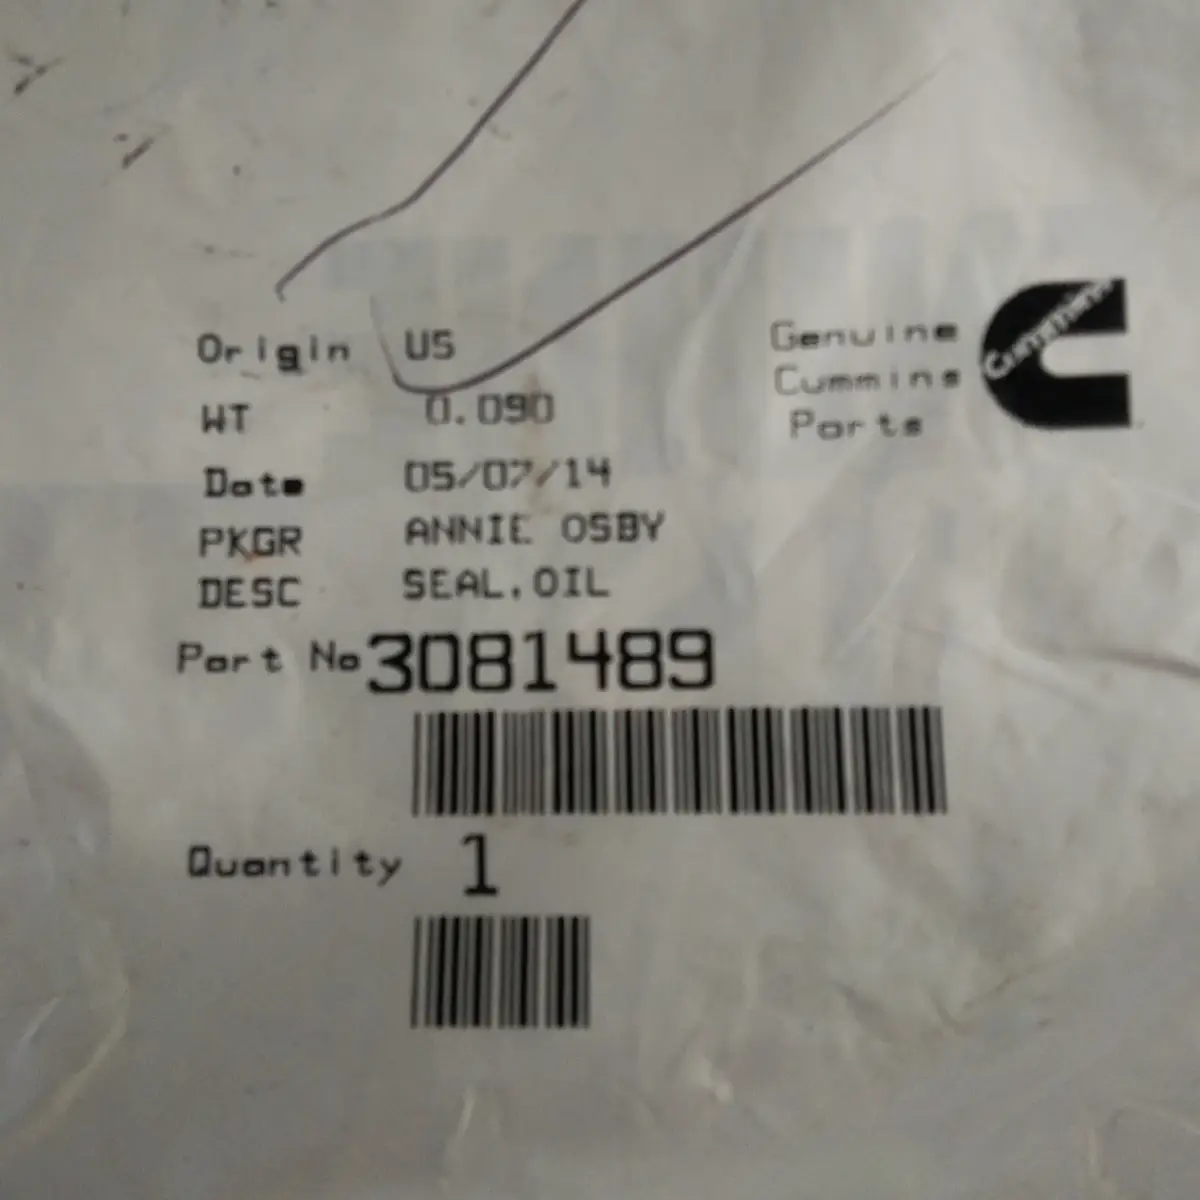 Origin US
WT 0.090
Date 05/07/14
PKGR ANNIE OSBY
DESC SEAL,OIL
Part No 3081489
Quantity 1
Genuine
Cummins
Parts
Cummins